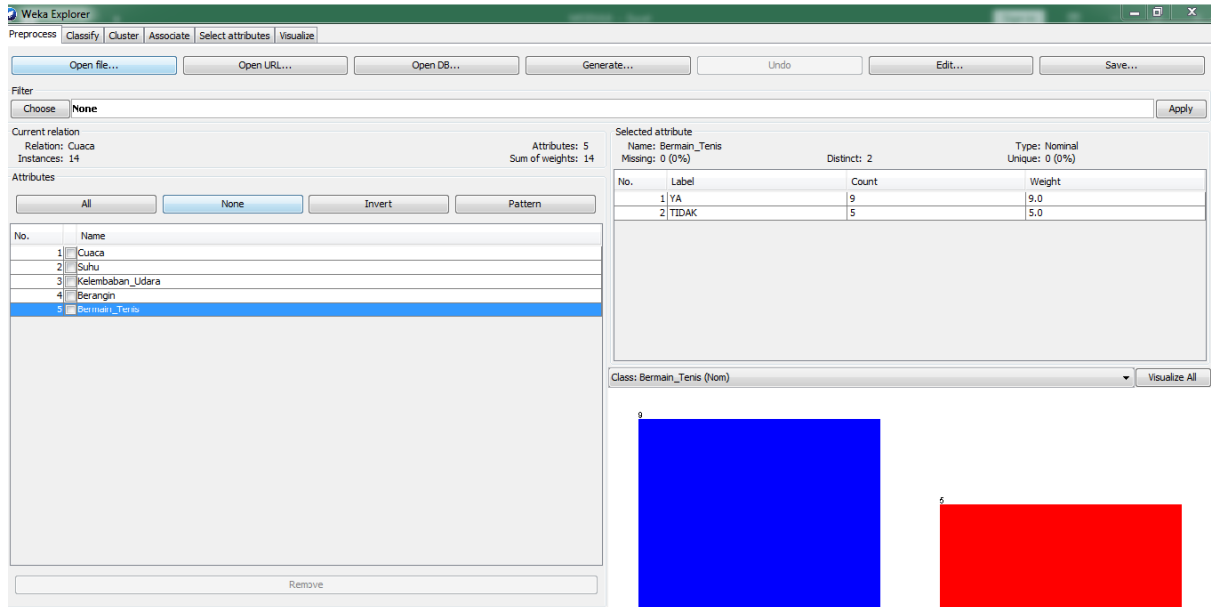 Weka Explorer
Preprocess Classify Cluster Associate Select attributes Visualize
Open file... Open URL... Open DB... Generate... Undo Edit... Save...
Filter
Choose None Apply
Current relation
Relation: Cuaca Attributes: 5
Instances: 14 Sum of weights: 14
Selected attribute
Name: Bermain_Tenis Type: Nominal
Missing: 0 (0%) Distinct: 2 Unique: 0 (0%)
Attributes
All None Invert Pattern
No. Name
1 Cuaca
2 Suhu
3 Kelembaban_Udara
4 Berangin
5 Bermain_Tenis
Remove
No. Label Count Weight
1 YA 9 9.0
2 TIDAK 5 5.0
Class: Bermain_Tenis (Nom) Visualize All
9
5